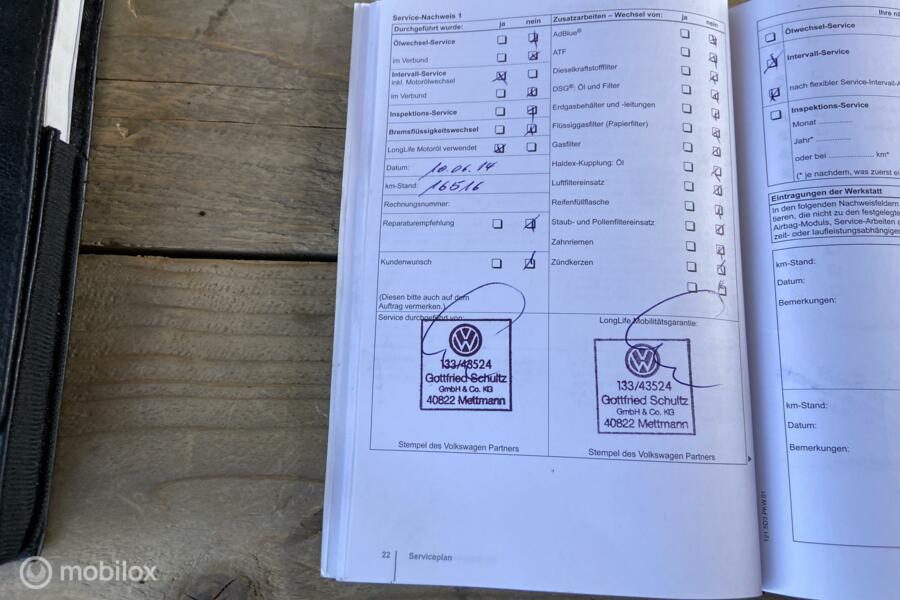 Service-Nachweis 1
Durchgeführt wurde: ja nein
Ölwechsel-Service
im Verbund
Intervall-Service
inkl. Motorölwechsel
im Verbund
Inspektions-Service
Bremsflüssigkeitswechsel
LongLife Motoröl verwendet
Datum: 10.06.14
km-Stand: 16516
Rechnungsnummer:
Reparaturempfehlung
Kundenwunsch
(Diesen bitte auch auf dem
Auftrag vermerken.)
Service durchgeführt von:
133/43524
Gottfried Schultz
GmbH & Co. KG
40822 Mettmann
Stempel des Volkswagen Partners
22 Serviceplan
Zusatzarbeiten – Wechsel von: ja nein
AdBlue®
ATF
Dieselkraftstofffilter
DSG®: Öl und Filter
Erdgasbehälter und -leitungen
Flüssiggasfilter (Papierfilter)
Gasfilter
Haldex-Kupplung: Öl
Luftfiltereinsatz
Reifenfüllflasche
Staub- und Pollenfiltereinsatz
Zahnriemen
Zündkerzen
LongLife Mobilitätsgarantie:
133/43524
Gottfried Schultz
GmbH & Co. KG
40822 Mettmann
Stempel des Volkswagen Partners
Ihre
Ölwechsel-Service
Intervall-Service
nach flexibler Service-Intervall-
Inspektions-Service
Monat
Jahr*
oder bei km*
(* je nachdem, was zuerst
Eintragungen der Werkstatt
In den folgenden Nachweisfeldern
tieren, die nicht zu den festgelegte
Airbag-Moduls, Service-Arbeiten
zeit- oder laufleistungsabhängige
km-Stand:
Datum:
Bemerkungen:
km-Stand:
Datum:
Bemerkungen:
121.5D3.PKW.01
mobilox